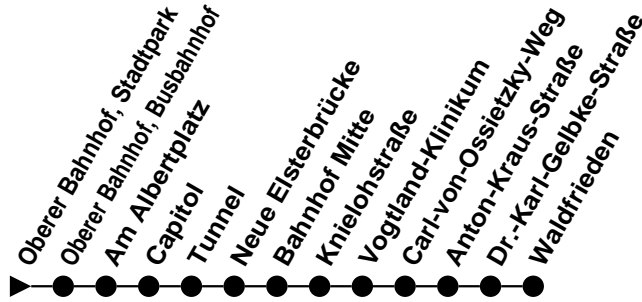 Oberer Bahnhof, Stadtpark
Oberer Bahnhof, Busbahnhof
Am Albertplatz
Capitol
Tunnel
Neue Elsterbrücke
Bahnhof Mitte
Knielohstraße
Vogtland-Klinikum
Carl-von-Ossietzky-Weg
Anton-Kraus-Straße
Dr.-Karl-Gelbke-Straße
Waldfrieden